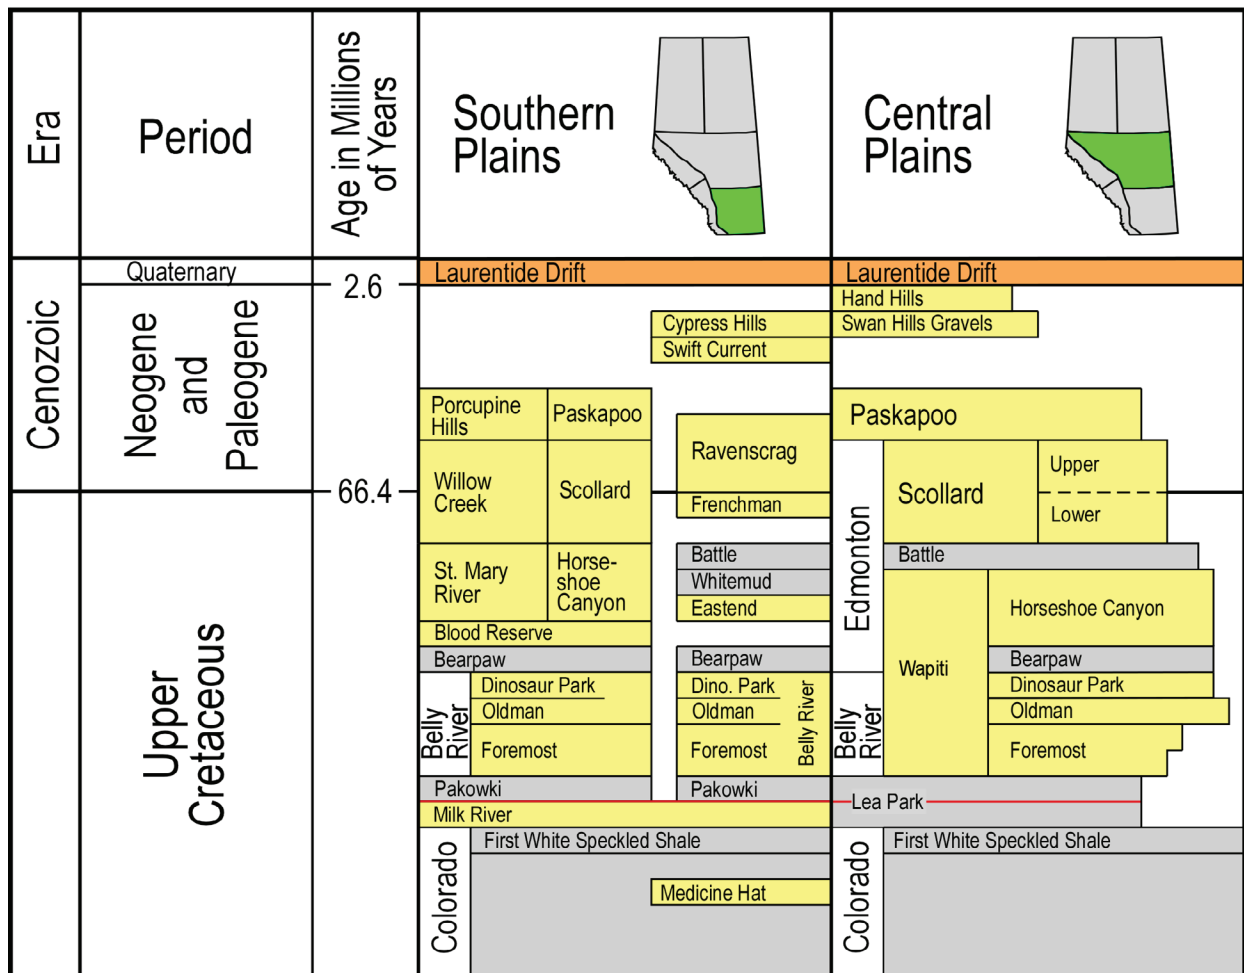 Era
Period
Age in Millions
of Years
Southern
Plains
Central
Plains
Cenozoic
Quaternary
2.6
Laurentide Drift
Laurentide Drift
Neogene
and
Paleogene
Hand Hills
Cypress Hills
Swan Hills Gravels
Swift Current
Porcupine
Hills
Paskapoo
Ravenscrag
Paskapoo
Willow
Creek
Scollard
Scollard
Upper
Lower
66.4
Frenchman
Upper
Cretaceous
Edmonton
Battle
Battle
St. Mary
River
Horse-
shoe
Canyon
Whitemud
Eastend
Horseshoe Canyon
Blood Reserve
Bearpaw
Bearpaw
Wapiti
Bearpaw
Belly
River
Dinosaur Park
Dino. Park
Belly River
Belly
River
Dinosaur Park
Oldman
Oldman
Oldman
Foremost
Foremost
Foremost
Pakowki
Pakowki
Lea Park
Milk River
Colorado
First White Speckled Shale
Colorado
First White Speckled Shale
Medicine Hat